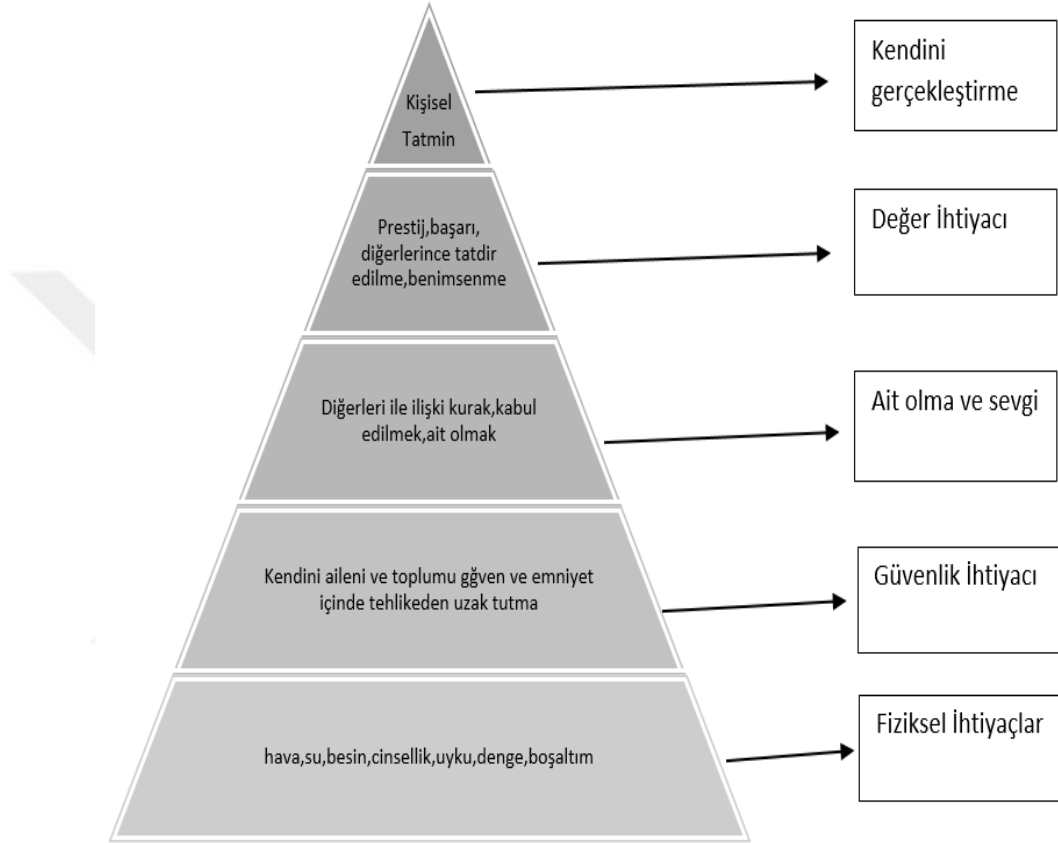 Kişisel
Tatmin
Kendini
gerçekleştirme
Prestij,başarı,
diğerlerince tatdir
edilme,benimsenme
Değer İhtiyacı
Diğerleri ile ilişki kurak,kabul
edilmek,ait olmak
Ait olma ve sevgi
Kendini aileni ve toplumu gğven ve emniyet
içinde tehlikeden uzak tutma
Güvenlik İhtiyacı
hava,su,besin,cinsellik,uyku,denge,boşaltım
Fiziksel İhtiyaçlar